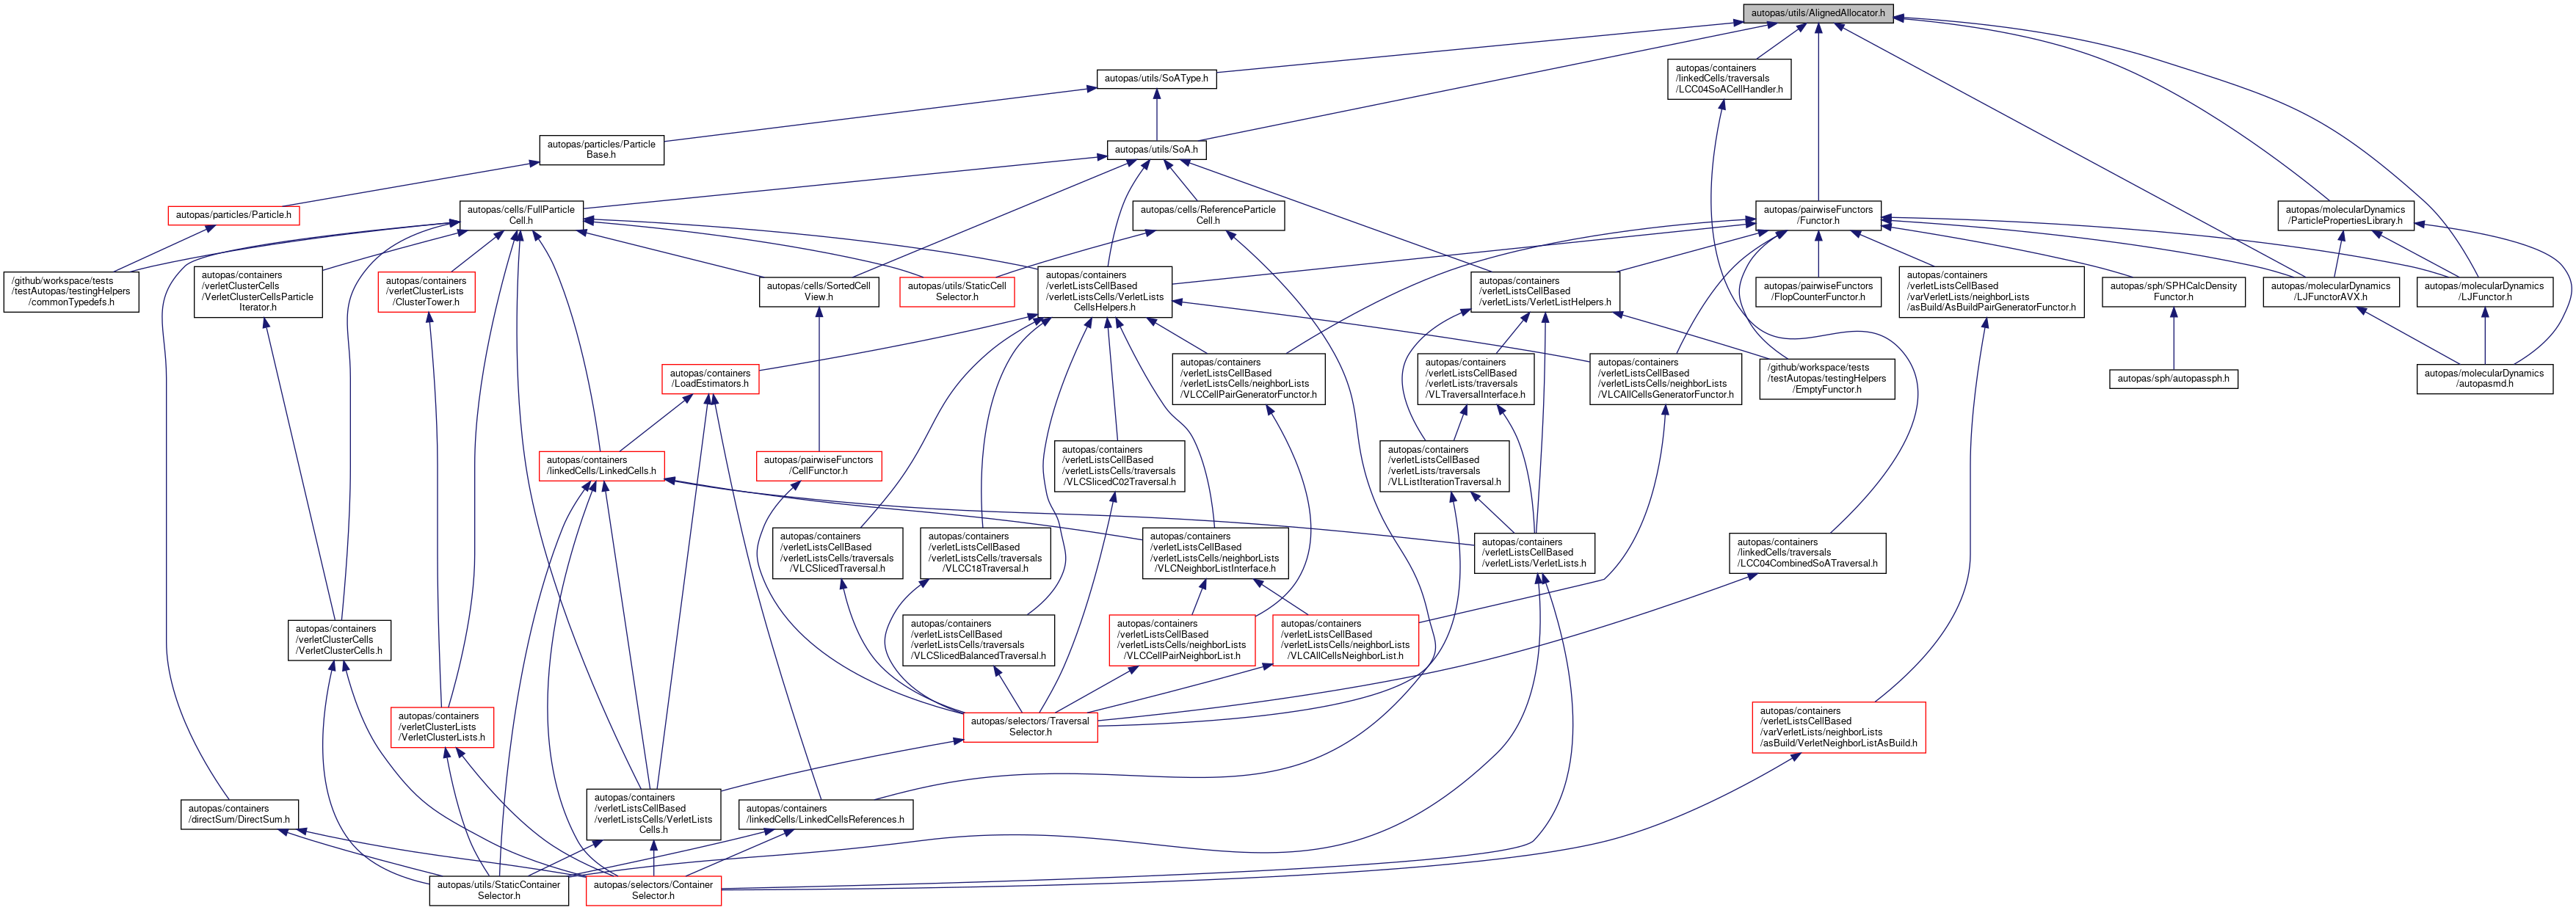 autopas/utils/AlignedAllocator.h
autopas/utils/SoAType.h
autopas/containers
/linkedCells/traversals
/LCC04SoACellHandler.h
autopas/particles/Particle
Base.h
autopas/utils/SoA.h
autopas/particles/Particle.h
autopas/cells/FullParticle
Cell.h
autopas/cells/ReferenceParticle
Cell.h
autopas/pairwiseFunctors
/Functor.h
autopas/molecularDynamics
/ParticlePropertiesLibrary.h
/github/workspace/tests
/testAutopas/testingHelpers
/commonTypedefs.h
autopas/containers
/verletClusterCells
/VerletClusterCellsParticle
Iterator.h
autopas/containers
/verletClusterLists
/ClusterTower.h
autopas/cells/SortedCell
View.h
autopas/utils/StaticCell
Selector.h
autopas/containers
/verletListsCellBased
/verletListsCells/VerletLists
CellsHelpers.h
autopas/containers
/verletListsCellBased
/verletLists/VerletListHelpers.h
autopas/pairwiseFunctors
/FlopCounterFunctor.h
autopas/containers
/verletListsCellBased
/varVerletLists/neighborLists
/asBuild/AsBuildPairGeneratorFunctor.h
autopas/sph/SPHCalcDensity
Functor.h
autopas/molecularDynamics
/LJFunctorAVX.h
autopas/molecularDynamics
/LJFunctor.h
autopas/containers
/LoadEstimators.h
autopas/containers
/verletListsCellBased
/verletListsCells/neighborLists
/VLCCellPairGeneratorFunctor.h
autopas/containers
/verletListsCellBased
/verletLists/traversals
/VLTraversalInterface.h
autopas/containers
/verletListsCellBased
/verletListsCells/neighborLists
/VLCAllCellsGeneratorFunctor.h
/github/workspace/tests
/testAutopas/testingHelpers
/EmptyFunctor.h
autopas/sph/autopassph.h
autopas/molecularDynamics
/autopasmd.h
autopas/containers
/linkedCells/LinkedCells.h
autopas/pairwiseFunctors
/CellFunctor.h
autopas/containers
/verletListsCellBased
/verletListsCells/traversals
/VLCSlicedC02Traversal.h
autopas/containers
/verletListsCellBased
/verletLists/traversals
/VLListIterationTraversal.h
autopas/containers
/verletListsCellBased
/verletListsCells/traversals
/VLCSlicedTraversal.h
autopas/containers
/verletListsCellBased
/verletListsCells/traversals
/VLCC18Traversal.h
autopas/containers
/verletListsCellBased
/verletListsCells/neighborLists
/VLCNeighborListInterface.h
autopas/containers
/verletListsCellBased
/verletLists/VerletLists.h
autopas/containers
/linkedCells/traversals
/LCC04CombinedSoATraversal.h
autopas/containers
/verletClusterCells
/VerletClusterCells.h
autopas/containers
/verletListsCellBased
/verletListsCells/traversals
/VLCSlicedBalancedTraversal.h
autopas/containers
/verletListsCellBased
/verletListsCells/neighborLists
/VLCCellPairNeighborList.h
autopas/containers
/verletListsCellBased
/verletListsCells/neighborLists
/VLCAllCellsNeighborList.h
autopas/containers
/verletClusterLists
/VerletClusterLists.h
autopas/selectors/Traversal
Selector.h
autopas/containers
/verletListsCellBased
/varVerletLists/neighborLists
/asBuild/VerletNeighborListAsBuild.h
autopas/containers
/directSum/DirectSum.h
autopas/containers
/verletListsCellBased
/verletListsCells/VerletLists
Cells.h
autopas/containers
/linkedCells/LinkedCellsReferences.h
autopas/utils/StaticContainer
Selector.h
autopas/selectors/Container
Selector.h